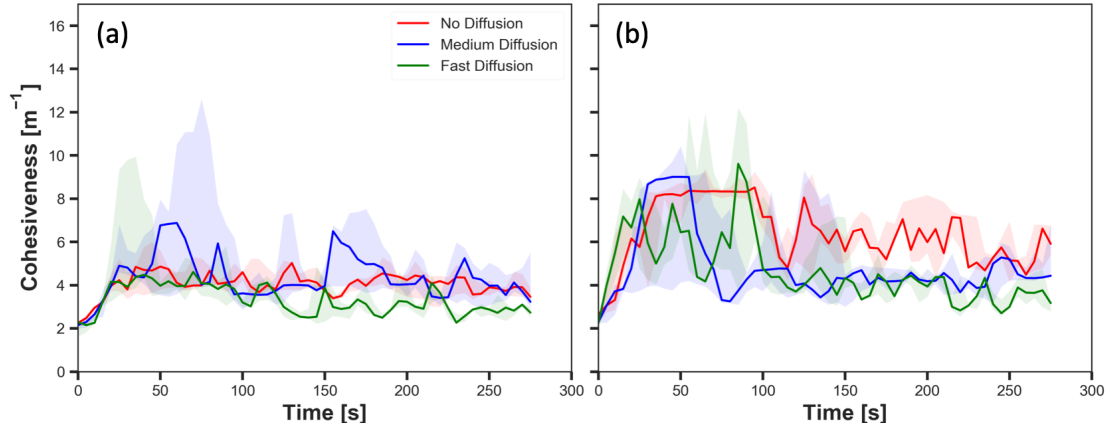 (a)
No Diffusion
Medium Diffusion
Fast Diffusion
Cohesiveness [m⁻¹]
16
14
12
10
8
6
4
2
0
0 50 100 150 200 250 300
Time [s]
(b)
0 50 100 150 200 250 300
Time [s]